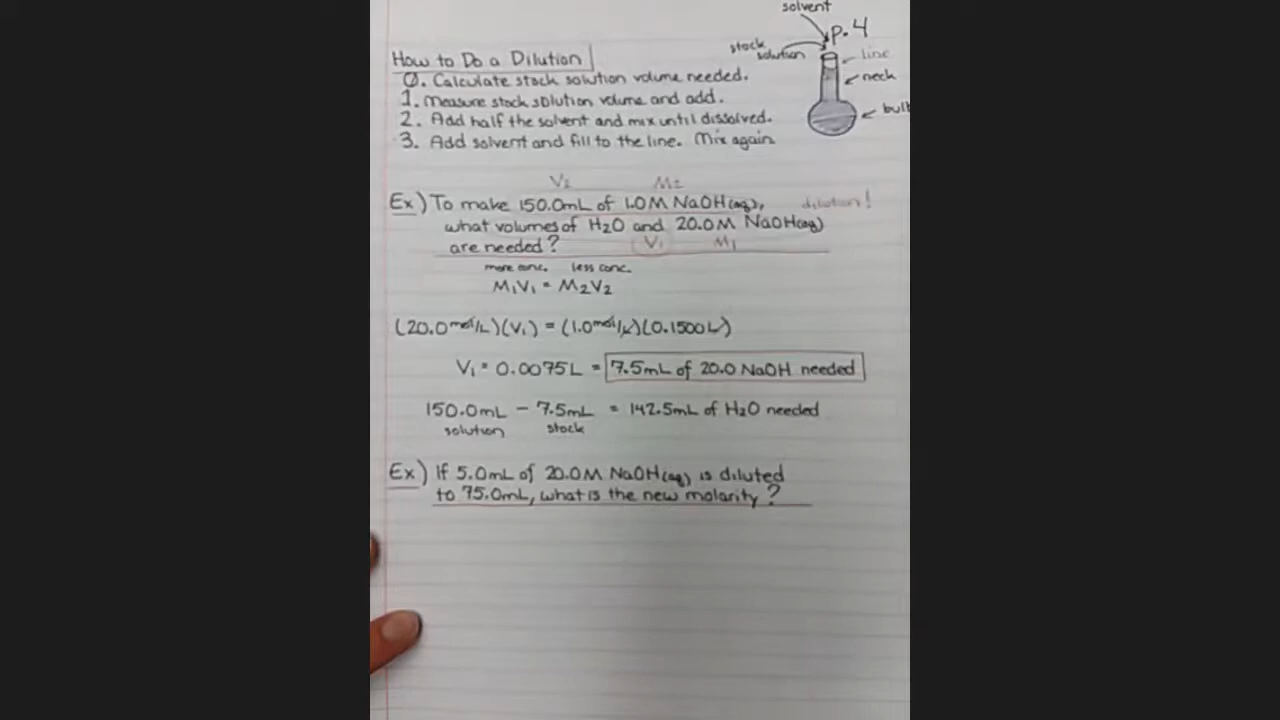 solvent
p.4
stock
solution
line
neck
bulb
How to Do a Dilution
0. Calculate stock solution volume needed.
1. Measure stock solution volume and add.
2. Add half the solvent and mix until dissolved.
3. Add solvent and fill to the line. Mix again
V₂ M₂
Ex) To make 150.0mL of 1.0M NaOH(aq), dilution!
what volumes of H₂O and 20.0M NaOH(aq)
are needed? V₁ M₁
more conc. less conc.
M₁V₁ = M₂V₂
(20.0mol/L)(V₁) = (1.0mol/L)(0.1500L)
V₁ = 0.0075L = 7.5mL of 20.0 NaOH needed
150.0mL - 7.5mL = 142.5mL of H₂O needed
solution stock
Ex) If 5.0mL of 20.0M NaOH(aq) is diluted
to 75.0mL, what is the new molarity?